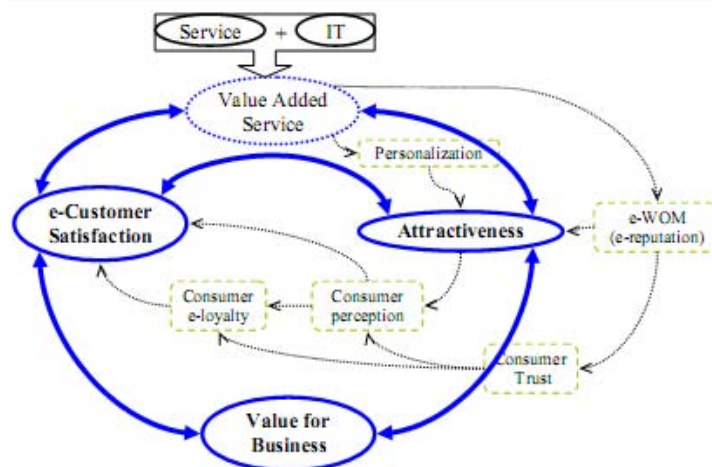 Service + IT
Value Added
Service
Personalization
e-Customer
Satisfaction
Attractiveness
e-WOM
(e-reputation)
Consumer
e-loyalty
Consumer
perception
Consumer
Trust
Value for
Business